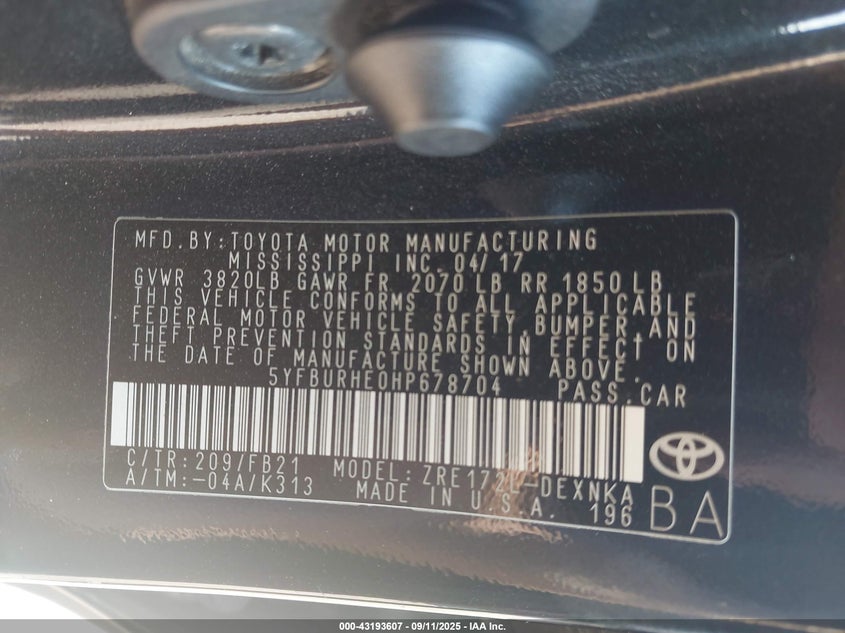 MFD.BY:TOYOTA MOTOR MANUFACTURING
MISSISSIPPI INC. 04/17
GVWR 3820LB GAWR FR 2070LB RR 1850LB
THIS VEHICLE CONFORMS TO ALL APPLICABLE
FEDERAL MOTOR VEHICLE SAFETY,BUMPER,AND
THEFT PREVENTION STANDARDS IN EFFECT ON
THE DATE OF MANUFACTURE SHOWN ABOVE.
5YFBURHE0HP678704 PASS.CAR
C/TR:209/FB21 MODEL: DEXNKA
A/TM:-04A/K313 MADE IN U.S.A. 196
BA
000-43193607 - 09/11/2025 - IAA Inc.